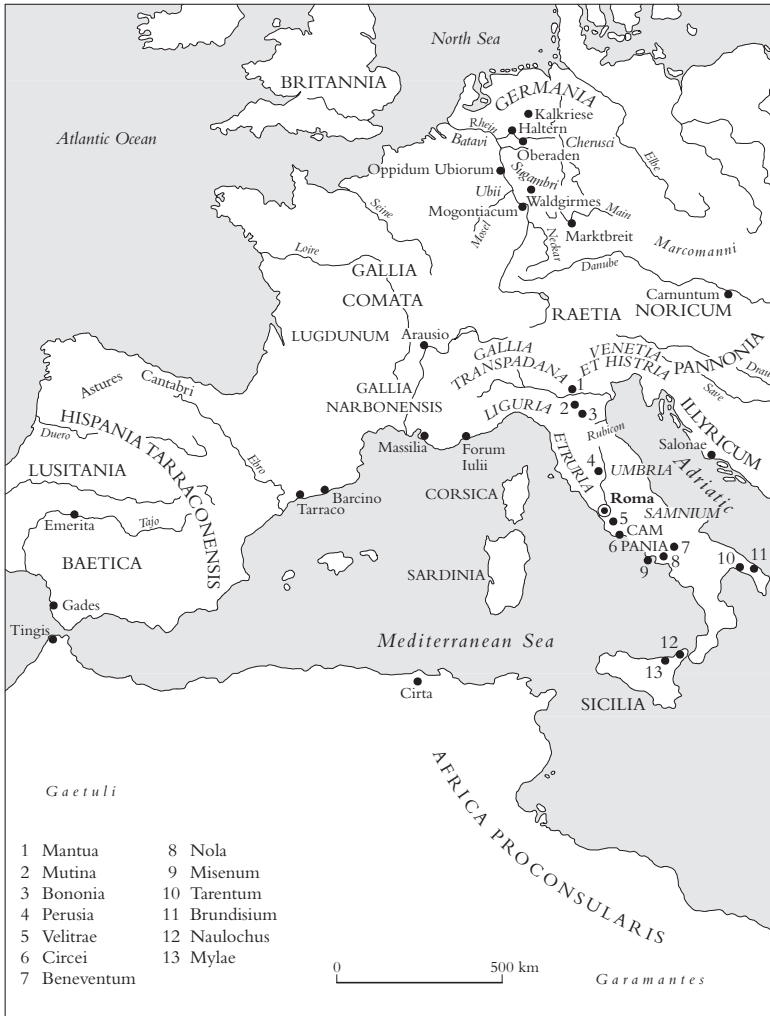 North Sea
BRITANNIA
GERMANIA
Kalkriese
Atlantic Ocean
Rhein
Haltern
Batavi
Cherusci
Oberaden
Elbe
Oppidum Ubiorum
Sugambri
Ubii
Waldgirmes
Seine
Mogontiacum
Main
Mosel
Marktbreit
Neckar
Marcomanni
Loire
GALLIA
COMATA
Danube
Carnuntum
RAETIA
NORICUM
LUGDUNUM
Arausio
GALLIA
TRANSPADANA
VENETIA
ET HISTRIA
PANNONIA
Drau
Save
1
Astures
Cantabri
GALLIA
NARBONENSIS
LIGURIA
2
3
Rubicon
ILLYRICUM
HISPANIA TARRACONENSIS
Duero
Ebro
Massilia
Forum
Iulii
ETRURIA
Salonae
Adriatic
LUSITANIA
4
UMBRIA
Barcino
Tarraco
CORSICA
Roma
SAMNIUM
Emerita
Tajo
5
CAM
PANIA
6
7
8
9
10
11
BAETICA
SARDINIA
Gades
Tingis
Mediterranean Sea
12
13
Cirta
SICILIA
AFRICA PROCONSULARIS
Gaetuli
1 Mantua
2 Mutina
3 Bononia
4 Perusia
5 Velitrae
6 Circei
7 Beneventum
8 Nola
9 Misenum
10 Tarentum
11 Brundisium
12 Naulochus
13 Mylae
0 500 km
Garamantes